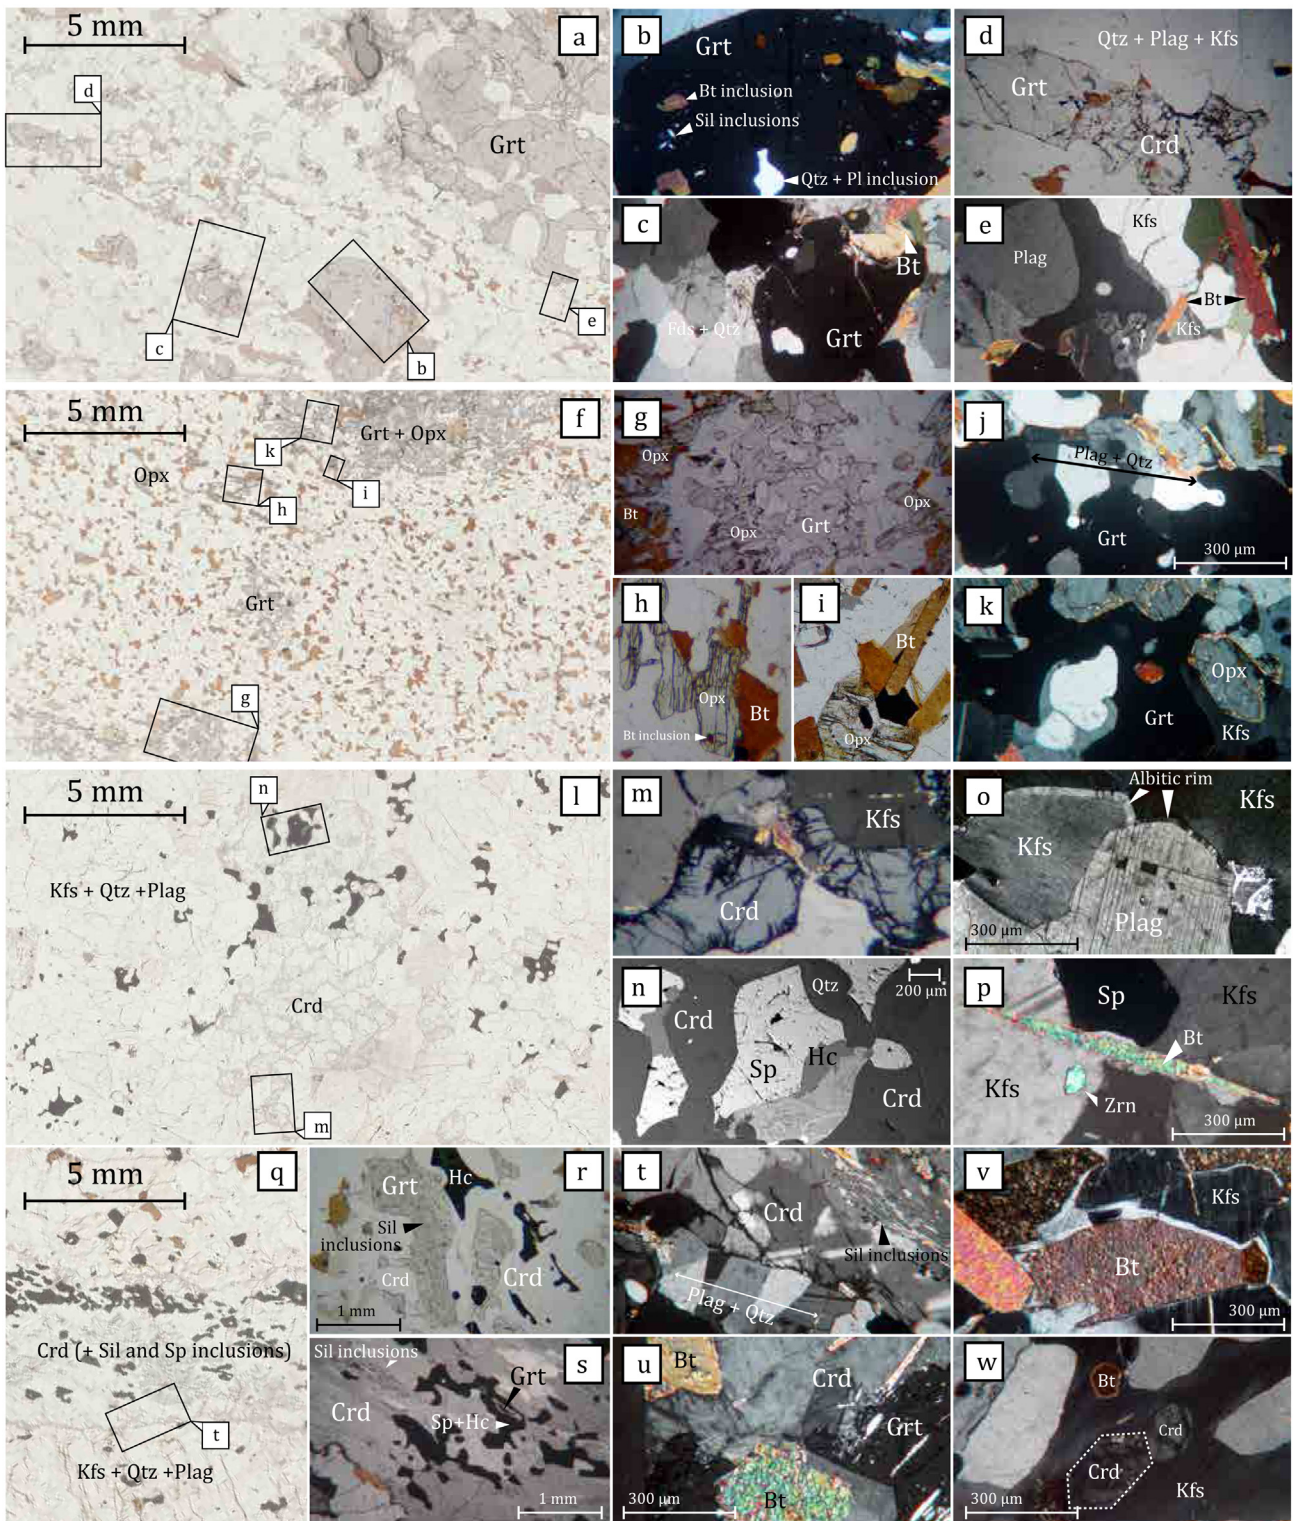 5 mm
a
d
Grt
c
b
e
b
Grt
Bt inclusion
Sil inclusions
Qtz + Pl inclusion
d
Qtz + Plag + Kfs
Grt
Crd
c
Bt
Fds + Qtz
Grt
e
Kfs
Plag
Bt
Kfs
5 mm
f
Grt + Opx
k
Opx
i
h
Grt
g
g
Opx
Opx
Bt
Opx
Grt
j
Plag + Qtz
Grt
300 μm
h
Opx
Bt
Bt inclusion
i
Bt
Opx
k
Opx
Grt
Kfs
5 mm
l
n
Kfs + Qtz +Plag
Crd
m
m
Kfs
Crd
o
Albitic rim
Kfs
Kfs
Plag
300 μm
n
Qtz
200 μm
Crd
Hc
Sp
Crd
p
Sp
Kfs
Bt
Kfs
Zrn
300 μm
5 mm
q
Crd (+ Sil and Sp inclusions)
t
Kfs + Qtz +Plag
r
Hc
Grt
Sil
inclusions
Crd
Crd
1 mm
s
Sil inclusions
Grt
Crd
Sp+Hc
1 mm
t
Crd
Sil inclusions
Plag + Qtz
v
Kfs
Bt
300 μm
u
Bt
Crd
Grt
Bt
300 μm
w
Bt
Crd
Crd
Kfs
300 μm